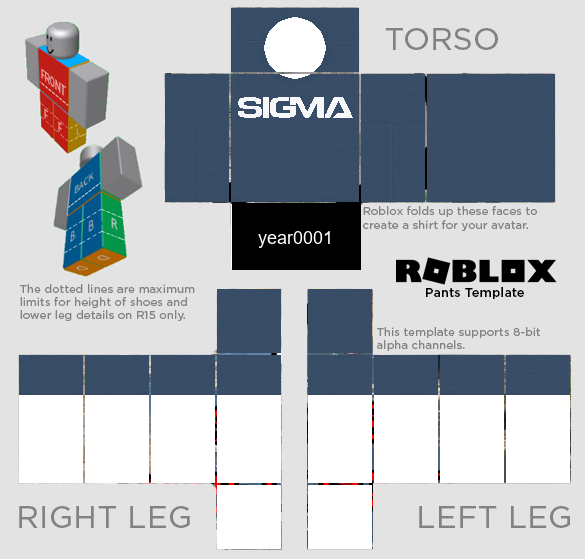 TORSO
FRONT
F F L
BACK
B B R
SIGMA
Roblox folds up these faces to
create a shirt for your avatar.
year0001
ROBLOX
Pants Template
The dotted lines are maximum
limits for height of shoes and
lower leg details on R15 only.
This template supports 8-bit
alpha channels.
RIGHT LEG
LEFT LEG